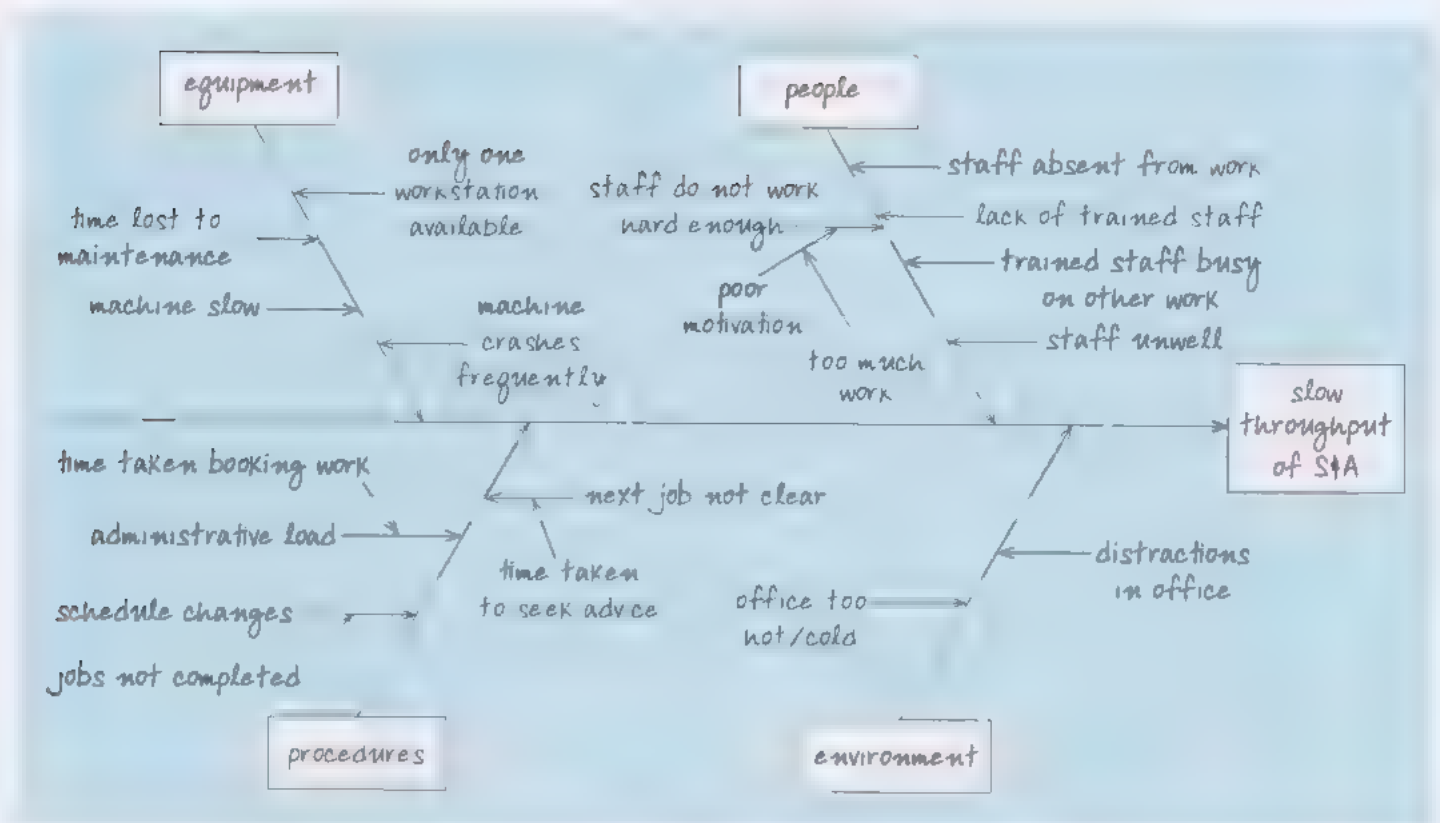 equipment
people
only one
workstation
available
time lost to
maintenance
machine slow
machine
crashes
frequently
staff do not work
hard enough
poor
motivation
too much
work
staff absent from work
lack of trained staff
trained staff busy
on other work
staff unwell
slow
throughput
of S&A
time taken booking work
administrative load
schedule changes
jobs not completed
next job not clear
time taken
to seek advice
office too
hot/cold
distractions
in office
procedures
environment